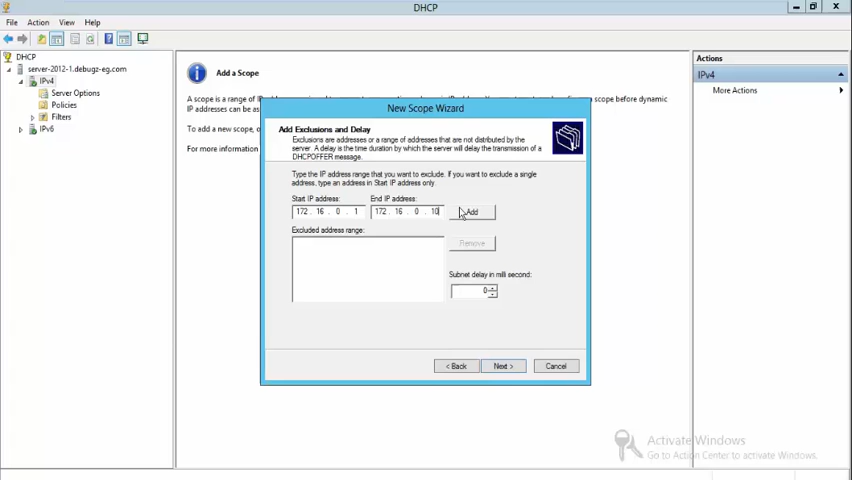 DHCP
File Action View Help
DHCP
server-2012-1.debugz-eg.com
IPv4
Server Options
Policies
Filters
IPv6
Add a Scope
A scope is a range of IP
IP addresses can be as
To add a new scope, o
For more information
scope before dynamic
New Scope Wizard
Add Exclusions and Delay
Exclusions are addresses or a range of addresses that are not distributed by the
server. A delay is the time duration by which the server will delay the transmission of a
DHCPOFFER message.
Type the IP address range that you want to exclude. If you want to exclude a single
address, type an address in Start IP address only.
Start IP address: End IP address:
172 . 16 . 0 . 1 172 . 16 . 0 . 10 Add
Excluded address range:
Remove
Subnet delay in milli second:
0
< Back Next > Cancel
Actions
IPv4
More Actions
Activate Windows
Go to Action Center to activate Windows.